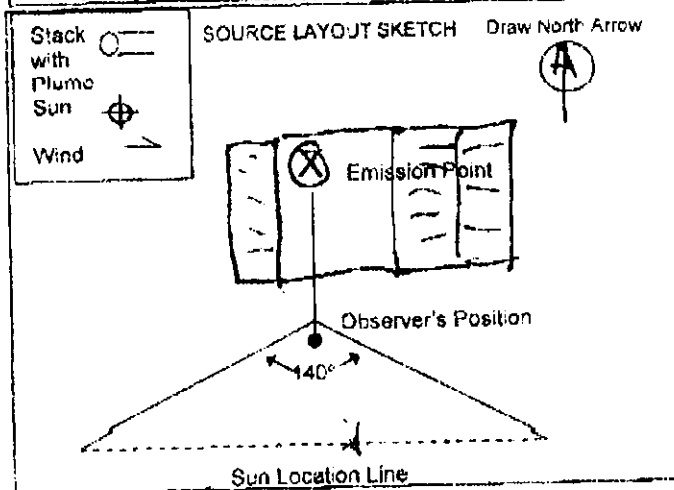 Stack
with
Plume
Sun
Wind
SOURCE LAYOUT SKETCH
Draw North Arrow
X Emission Point
Observer's Position
140°
Sun Location Line